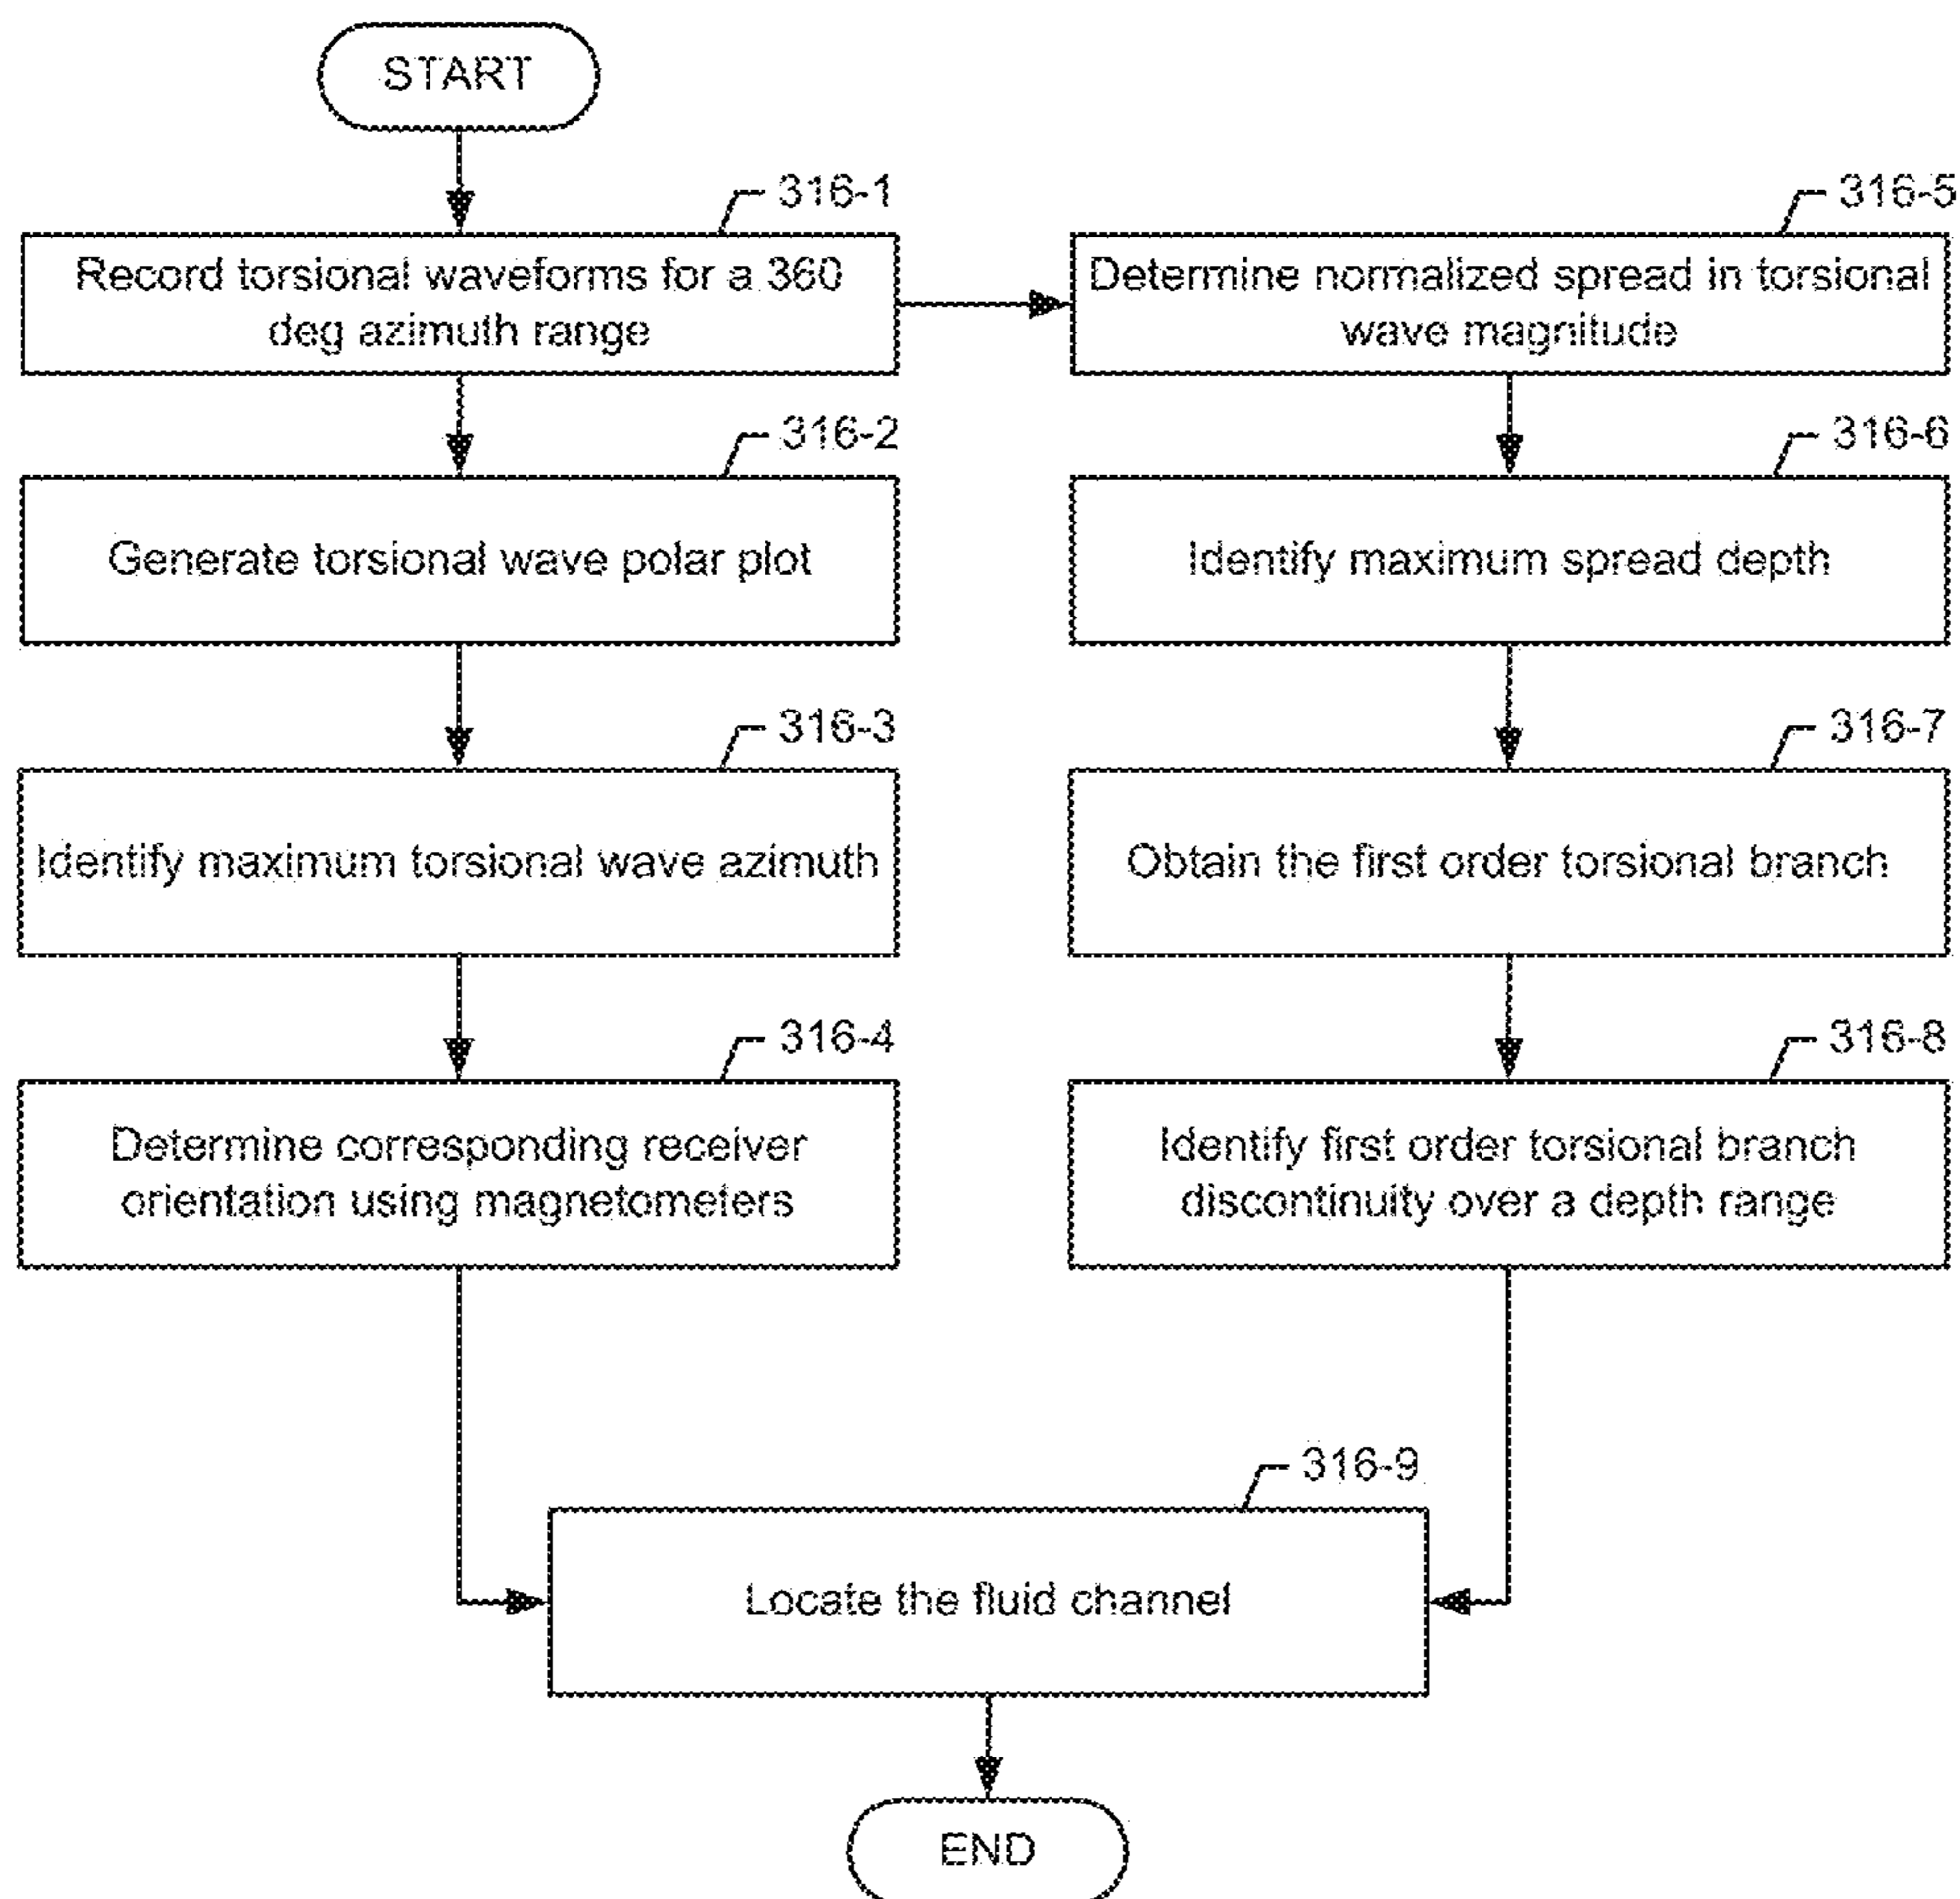 START
316-1
Record torsional waveforms for a 360
deg azimuth range
316-2
Generate torsional wave polar plot
316-3
Identify maximum torsional wave azimuth
316-4
Determine corresponding receiver
orientation using magnetometers
316-5
Determine normalized spread in torsional
wave magnitude
316-6
Identify maximum spread depth
316-7
Obtain the first order torsional branch
316-8
Identify first order torsional branch
discontinuity over a depth range
316-9
Locate the fluid channel
END